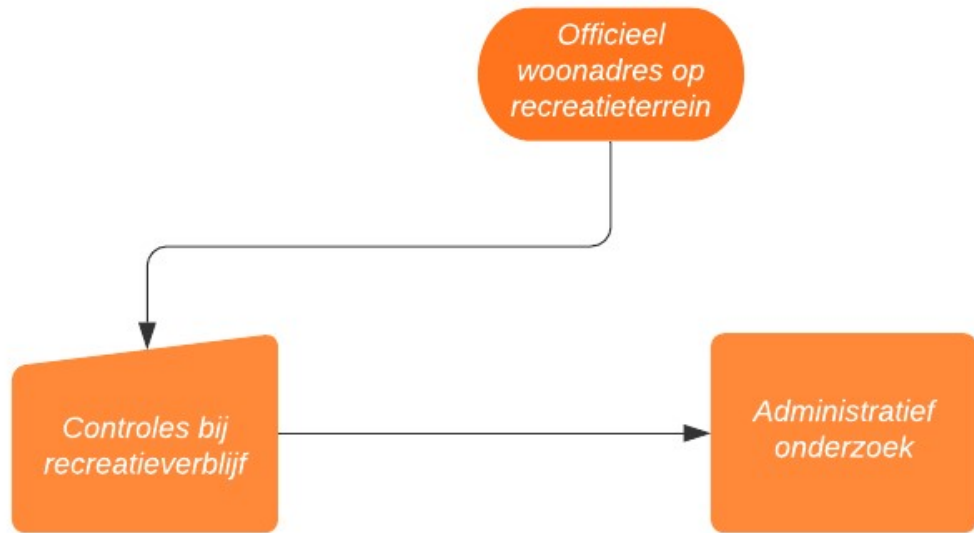 Officieel
woonadres op
recreatieterrein
Controles bij
recreatieverblijf
Administratief
onderzoek